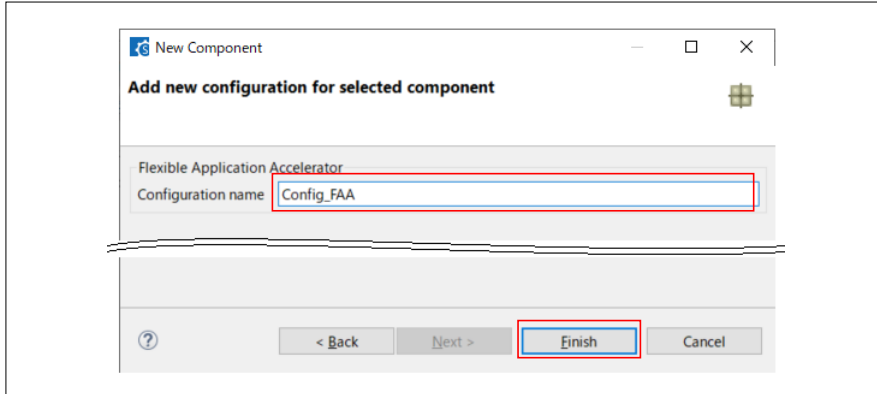 New Component
Add new configuration for selected component
Flexible Application Accelerator
Configuration name Config_FAA
? < Back Next > Finish Cancel